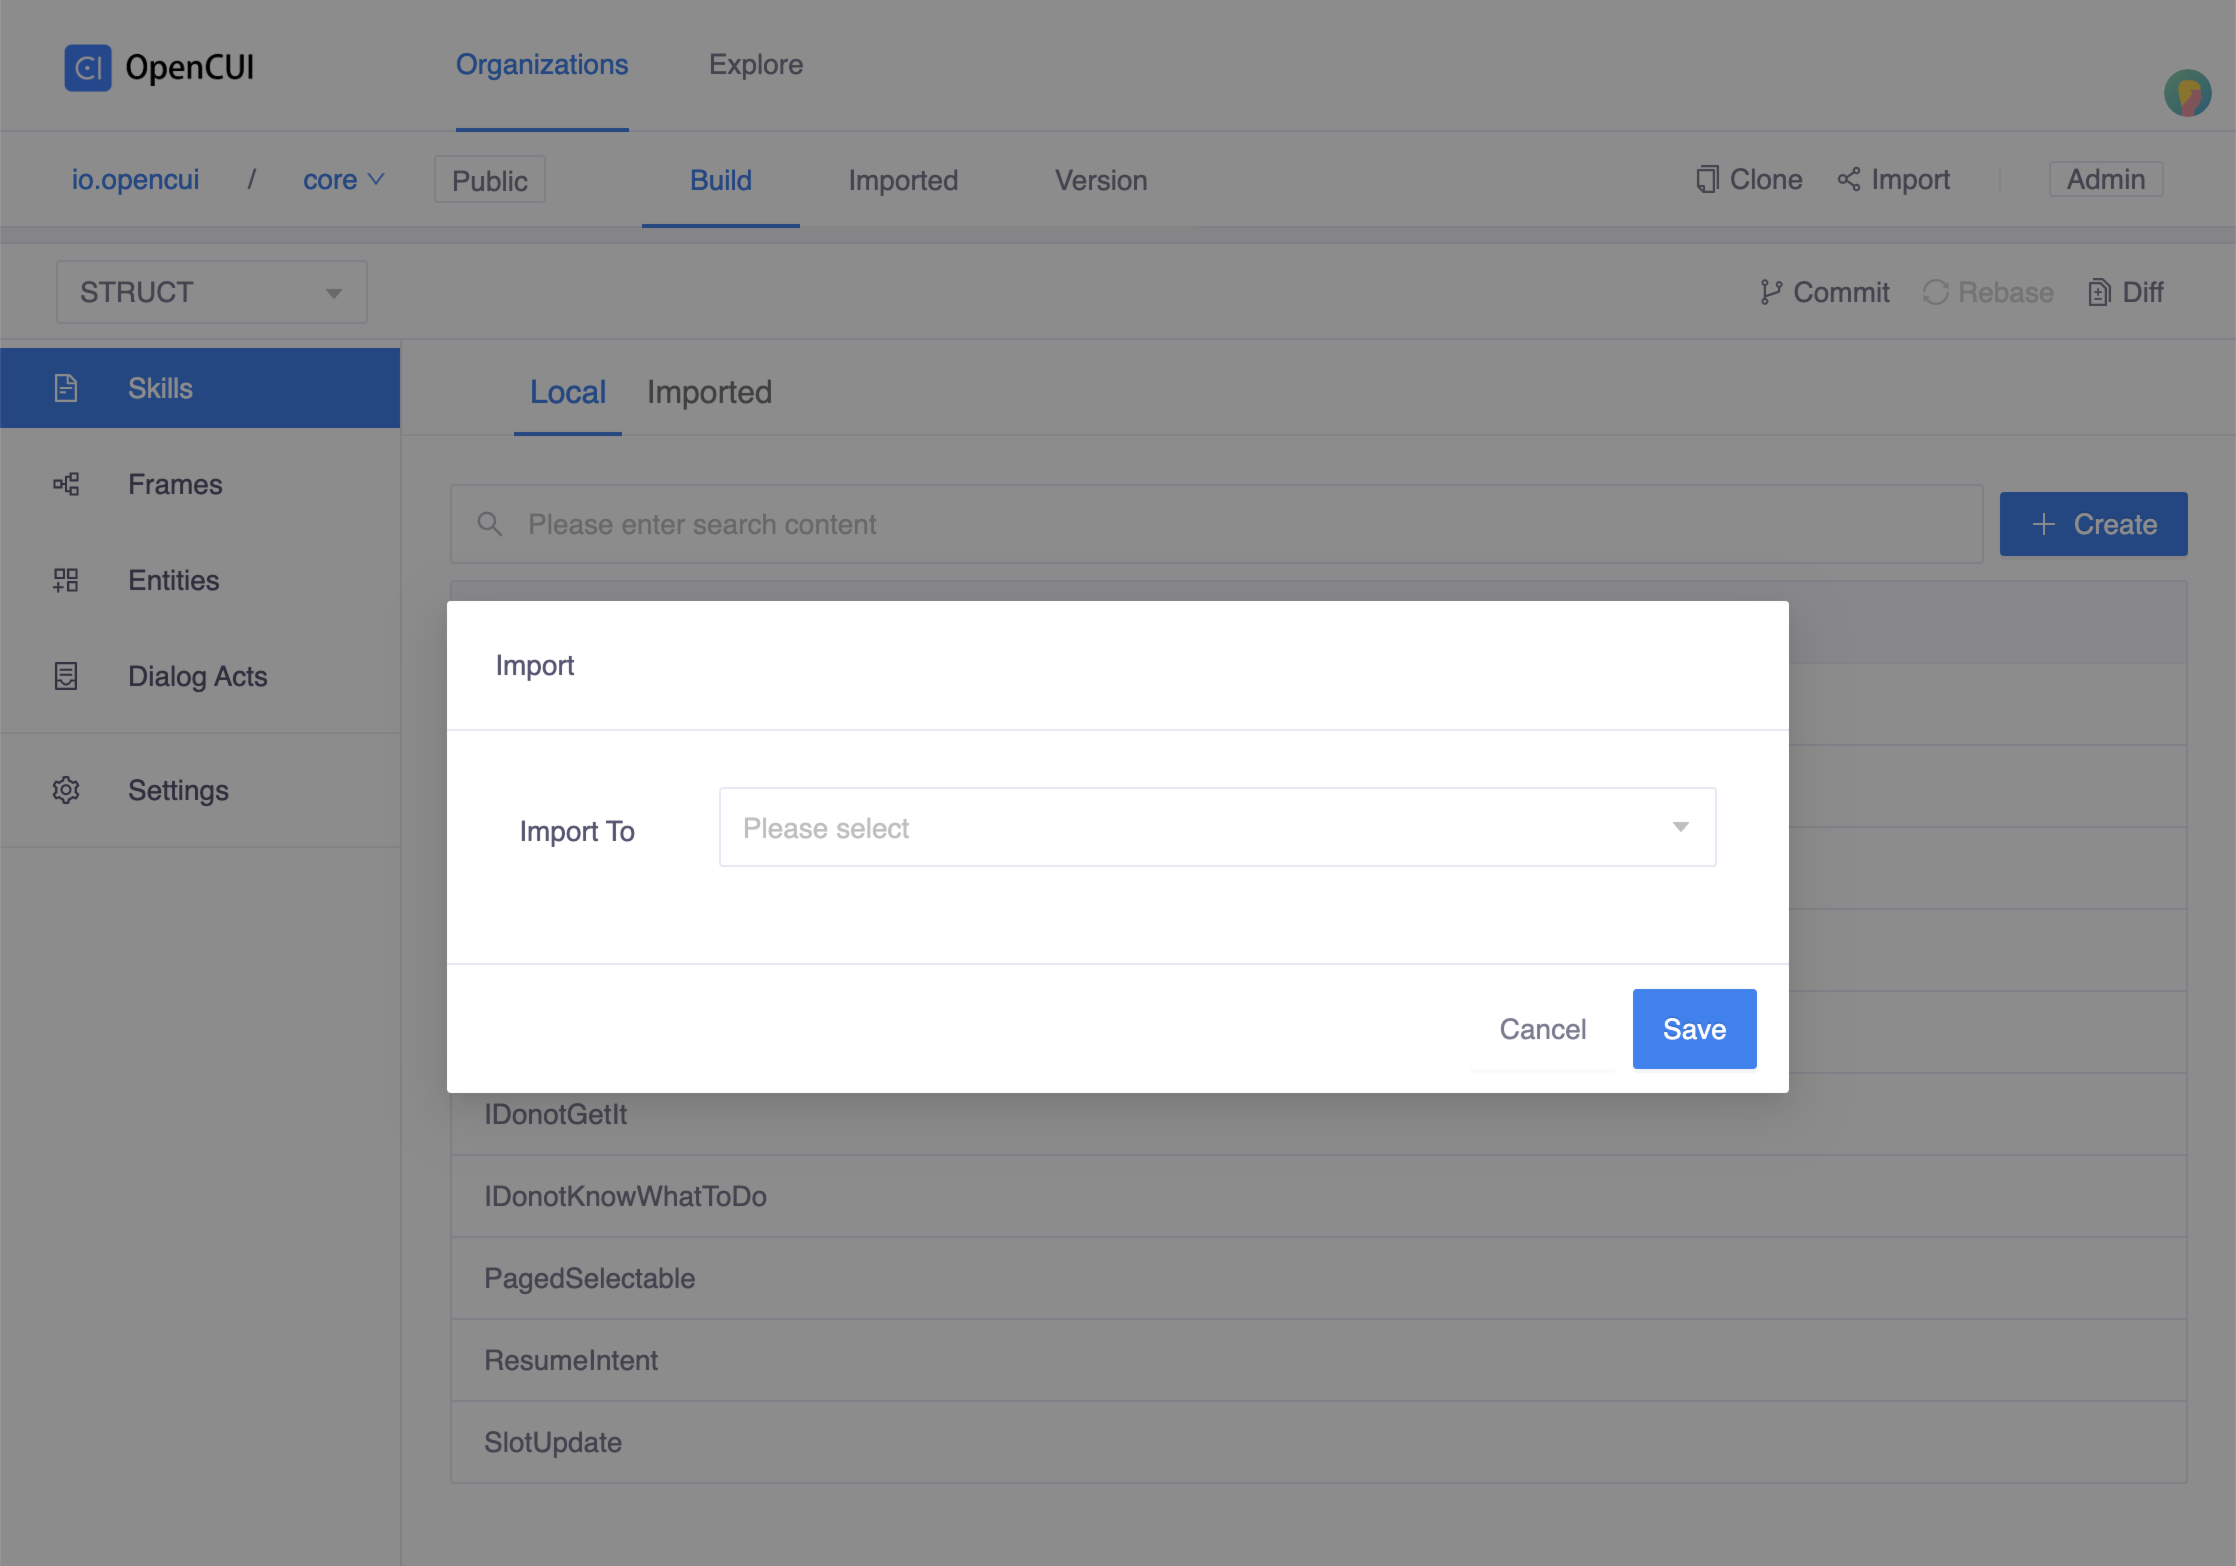 OpenCUI
Organizations Explore
io.opencui / core Public Build Imported Version Clone Import Admin
STRUCT Commit Rebase Diff
Skills
Local Imported
Frames
Please enter search content
Create
Entities
Import
Dialog Acts
Settings
Import To Please select
Cancel Save
IDonotGetIt
IDonotKnowWhatToDo
PagedSelectable
ResumeIntent
SlotUpdate